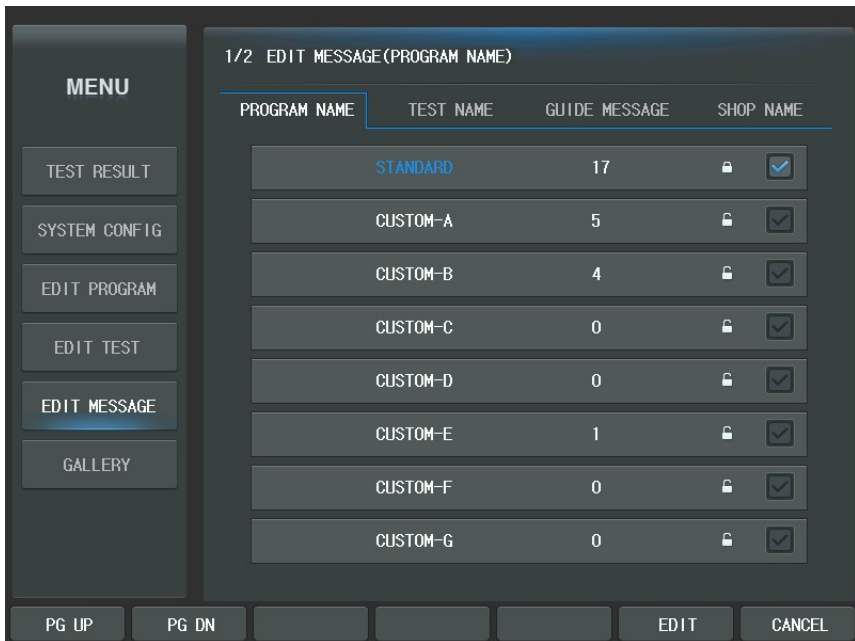 MENU
TEST RESULT
SYSTEM CONFIG
EDIT PROGRAM
EDIT TEST
EDIT MESSAGE
GALLERY
1/2 EDIT MESSAGE(PROGRAM NAME)
PROGRAM NAME TEST NAME GUIDE MESSAGE SHOP NAME
STANDARD 17
CUSTOM-A 5
CUSTOM-B 4
CUSTOM-C 0
CUSTOM-D 0
CUSTOM-E 1
CUSTOM-F 0
CUSTOM-G 0
PG UP PG DN EDIT CANCEL